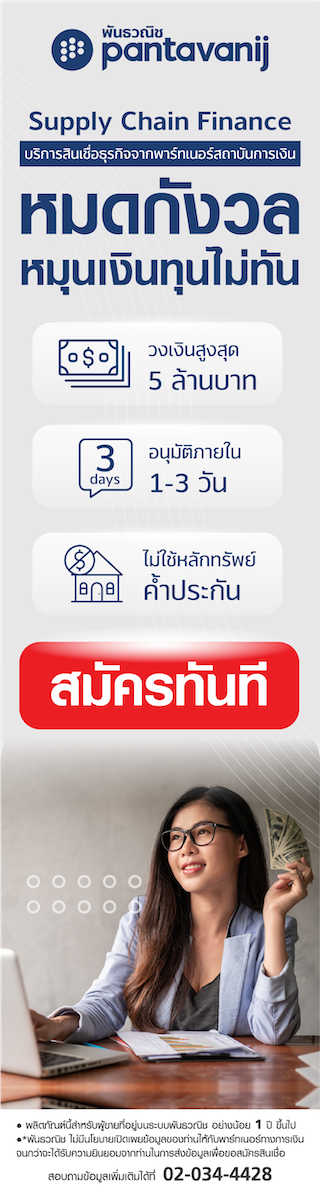 พันธวณิช
pantavanij
Supply Chain Finance
บริการสินเชื่อธุรกิจจากพาร์ทเนอร์สถาบันการเงิน
หมดกังวล
หมุนเงินทุนไม่ทัน
วงเงินสูงสุด
5 ล้านบาท
3
days
อนุมัติภายใน
1-3 วัน
ไม่ใช้หลักทรัพย์
ค้ำประกัน
สมัครทันที
• ผลิตภัณฑ์นี้สำหรับผู้ขายที่อยู่บนระบบพันธวณิช อย่างน้อย 1 ปี ขึ้นไป
•*พันธวณิช ไม่มีนโยบายเปิดเผยข้อมูลของท่านให้กับพาร์ทเนอร์ทางการเงิน
จนกว่าจะได้รับความยินยอมจากท่านในการส่งข้อมูลเพื่อขอสมัครสินเชื่อ
สอบถามข้อมูลเพิ่มเติมได้ที่ 02-034-4428